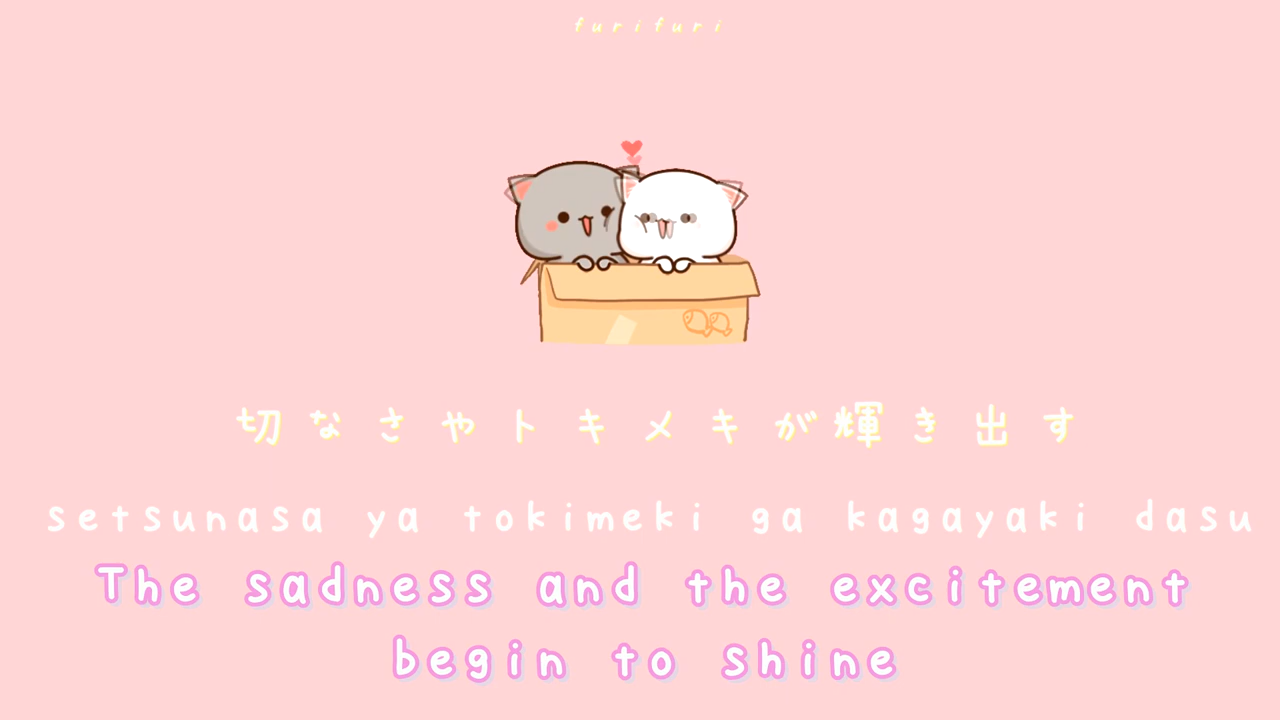 furifuri
切なさやトキメキが輝き出す
setsunasa ya tokimeki ga kagayaki dasu
The sadness and the excitement
begin to shine